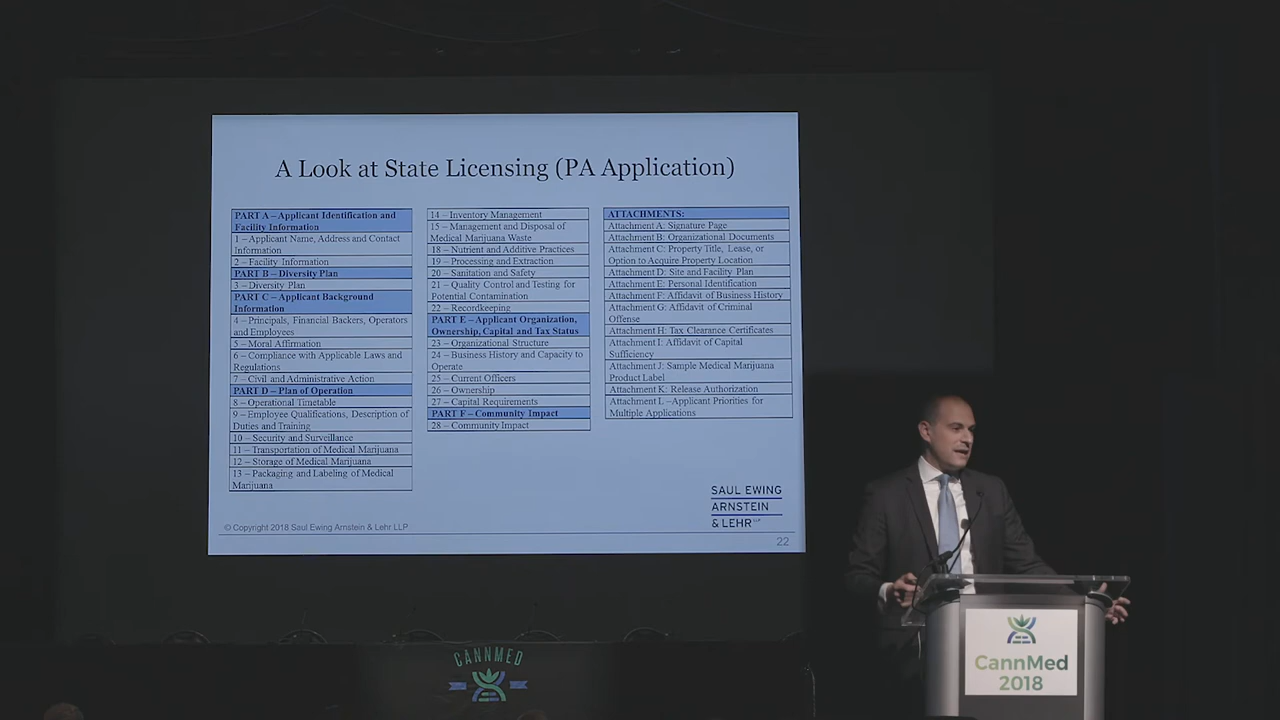 A Look at State Licensing (PA Application)
PART A – Applicant Identification and
Facility Information
1 – Applicant Name, Address and Contact
Information
2 – Facility Information
PART B – Diversity Plan
3 – Diversity Plan
PART C – Applicant Background
Information
4 – Principals, Financial Backers, Operators
and Employees
5 – Moral Affirmation
6 – Compliance with Applicable Laws and
Regulations
7 – Civil and Administrative Action
PART D – Plan of Operation
8 – Operational Timetable
9 – Employee Qualifications, Description of
Duties and Training
10 – Security and Surveillance
11 – Transportation of Medical Marijuana
12 – Storage of Medical Marijuana
13 – Packaging and Labeling of Medical
Marijuana
14 – Inventory Management
15 – Management and Disposal of
Medical Marijuana Waste
18 – Nutrient and Additive Practices
19 – Processing and Extraction
20 – Sanitation and Safety
21 – Quality Control and Testing for
Potential Contamination
22 – Recordkeeping
PART E – Applicant Organization,
Ownership, Capital and Tax Status
23 – Organizational Structure
24 – Business History and Capacity to
Operate
25 – Current Officers
26 – Ownership
27 – Capital Requirements
PART F – Community Impact
28 – Community Impact
ATTACHMENTS:
Attachment A: Signature Page
Attachment B: Organizational Documents
Attachment C: Property Title, Lease, or
Option to Acquire Property Location
Attachment D: Site and Facility Plan
Attachment E: Personal Identification
Attachment F: Affidavit of Business History
Attachment G: Affidavit of Criminal
Offense
Attachment H: Tax Clearance Certificates
Attachment I: Affidavit of Capital
Sufficiency
Attachment J: Sample Medical Marijuana
Product Label
Attachment K: Release Authorization
Attachment L –Applicant Priorities for
Multiple Applications
SAUL EWING
ARNSTEIN
& LEHR LLP
© Copyright 2018 Saul Ewing Arnstein & Lehr LLP
22
CANNMED
CannMed
2018